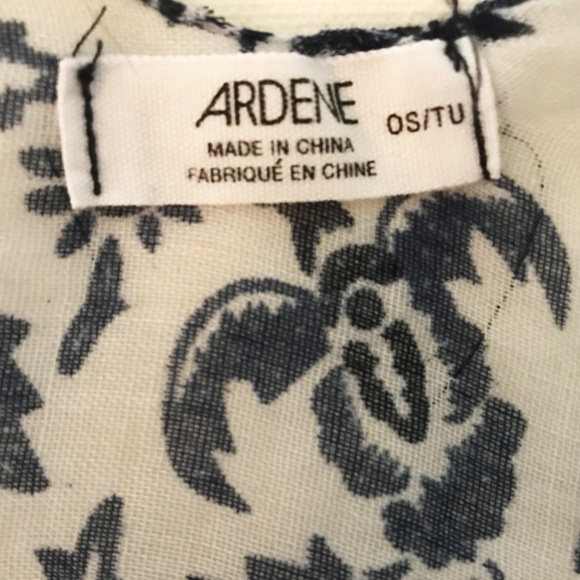 ARDENE
OS/TU
MADE IN CHINA
FABRIQUÉ EN CHINE